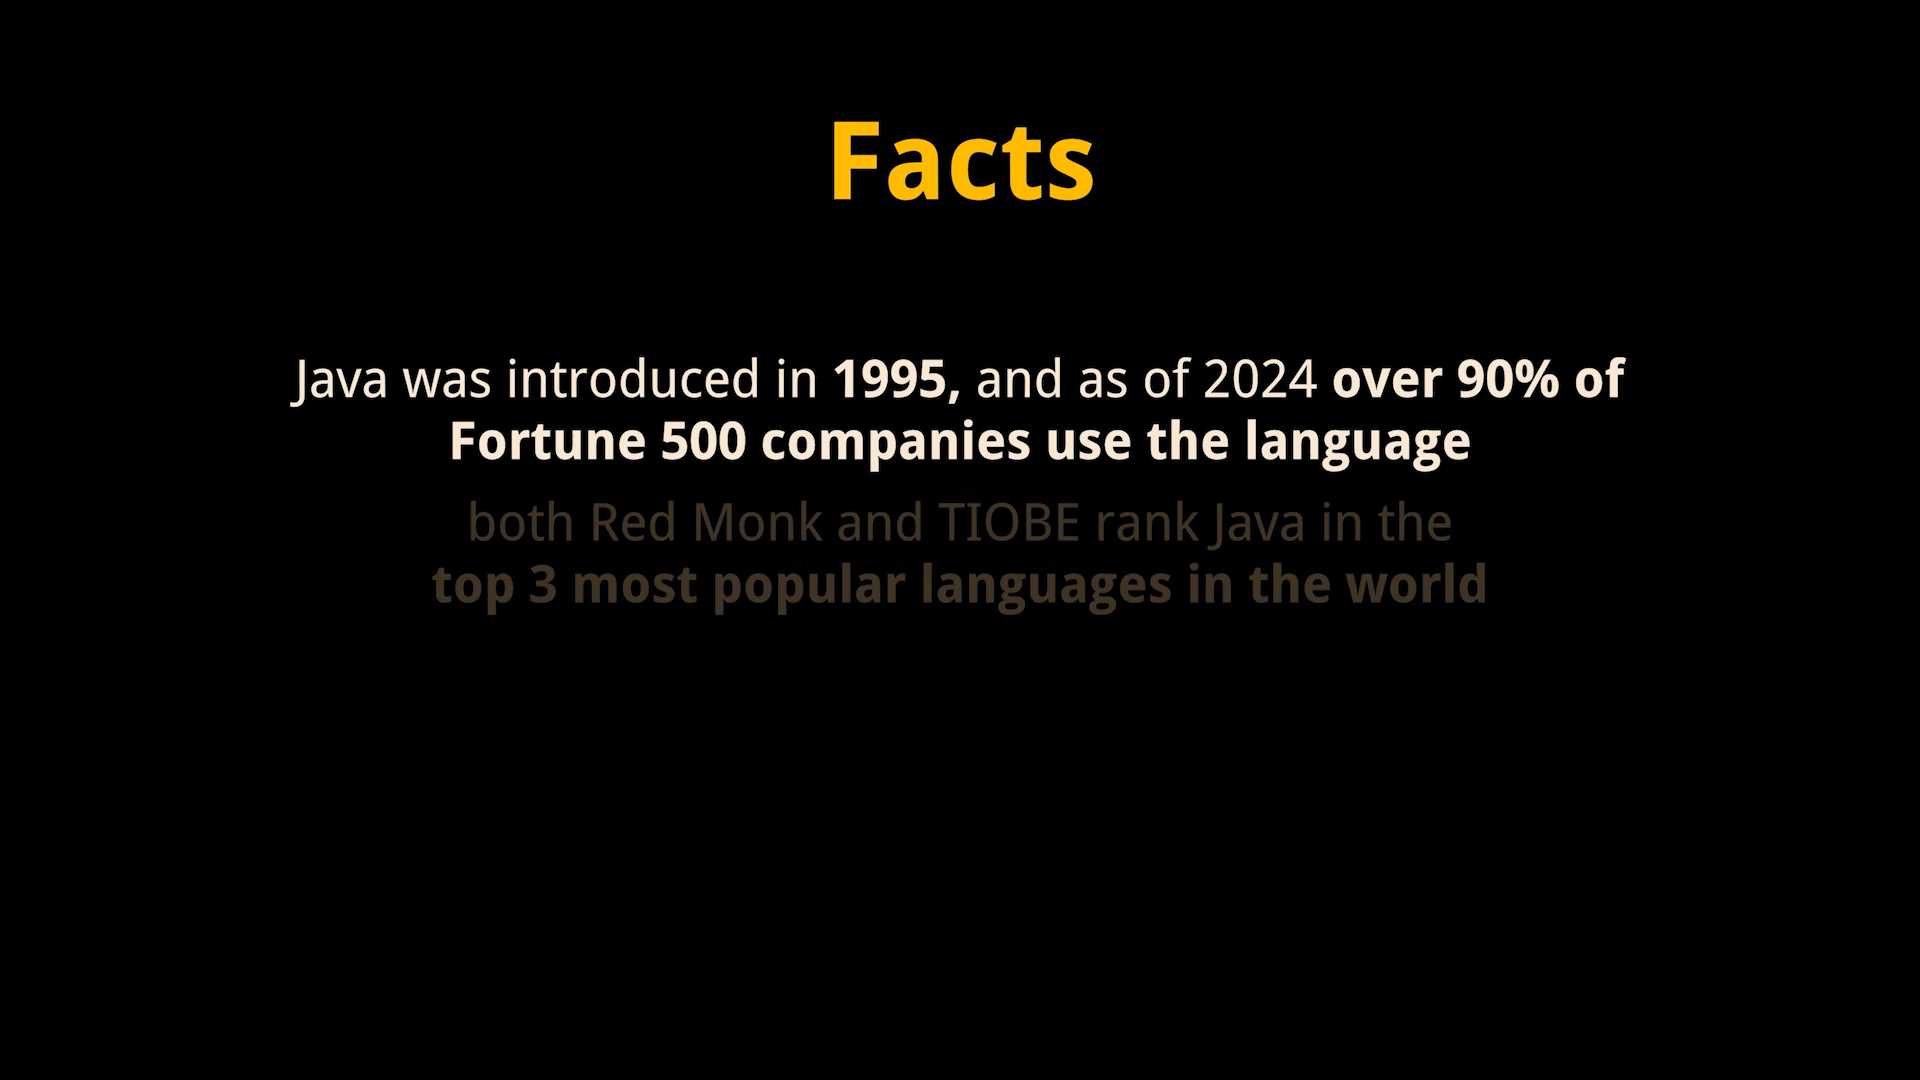 Facts
Java was introduced in 1995, and as of 2024 over 90% of
Fortune 500 companies use the language
both Red Monk and TIOBE rank Java in the
top 3 most popular languages in the world